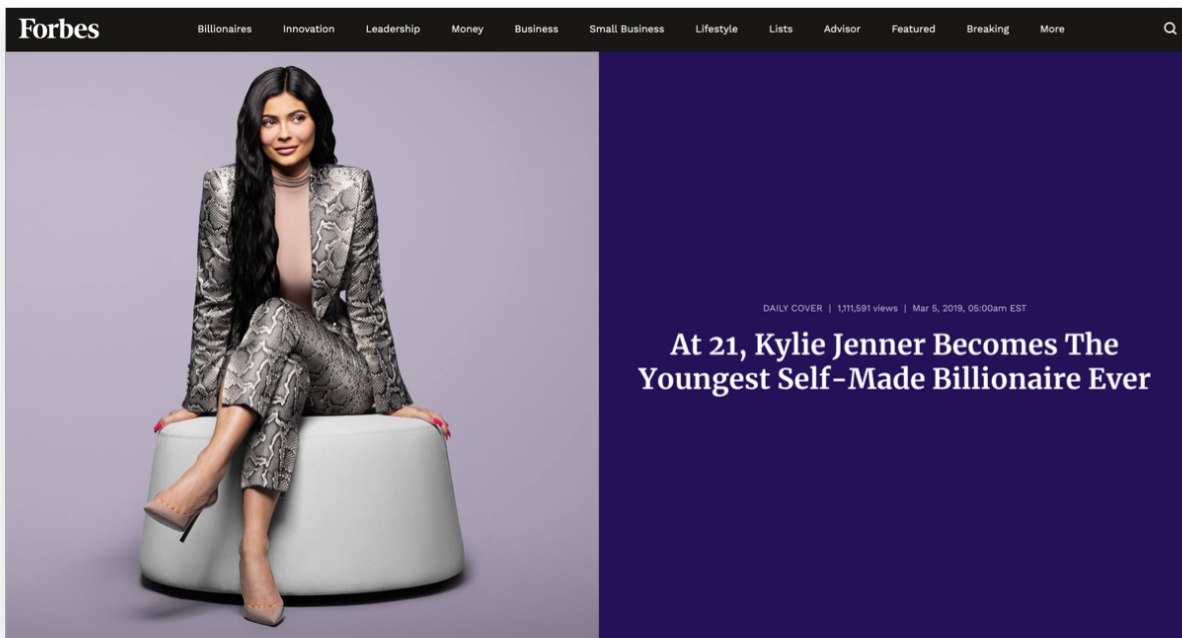 Forbes
Billionaires Innovation Leadership Money Business Small Business Lifestyle Lists Advisor Featured Breaking More
DAILY COVER | 1,111,591 views | Mar 5, 2019, 05:00am EST
At 21, Kylie Jenner Becomes The
Youngest Self-Made Billionaire Ever